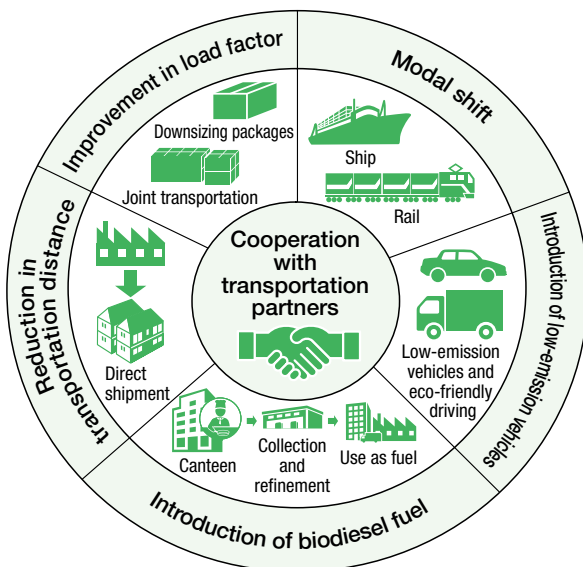 Improvement in load factor
Downsizing packages
Joint transportation
Modal shift
Ship
Rail
Introduction of low-emission vehicles
Low-emission
vehicles and
eco-friendly
driving
Introduction of biodiesel fuel
Canteen
Collection
and
refinement
Use as fuel
Reduction in
transportation distance
Direct
shipment
Cooperation
with
transportation
partners